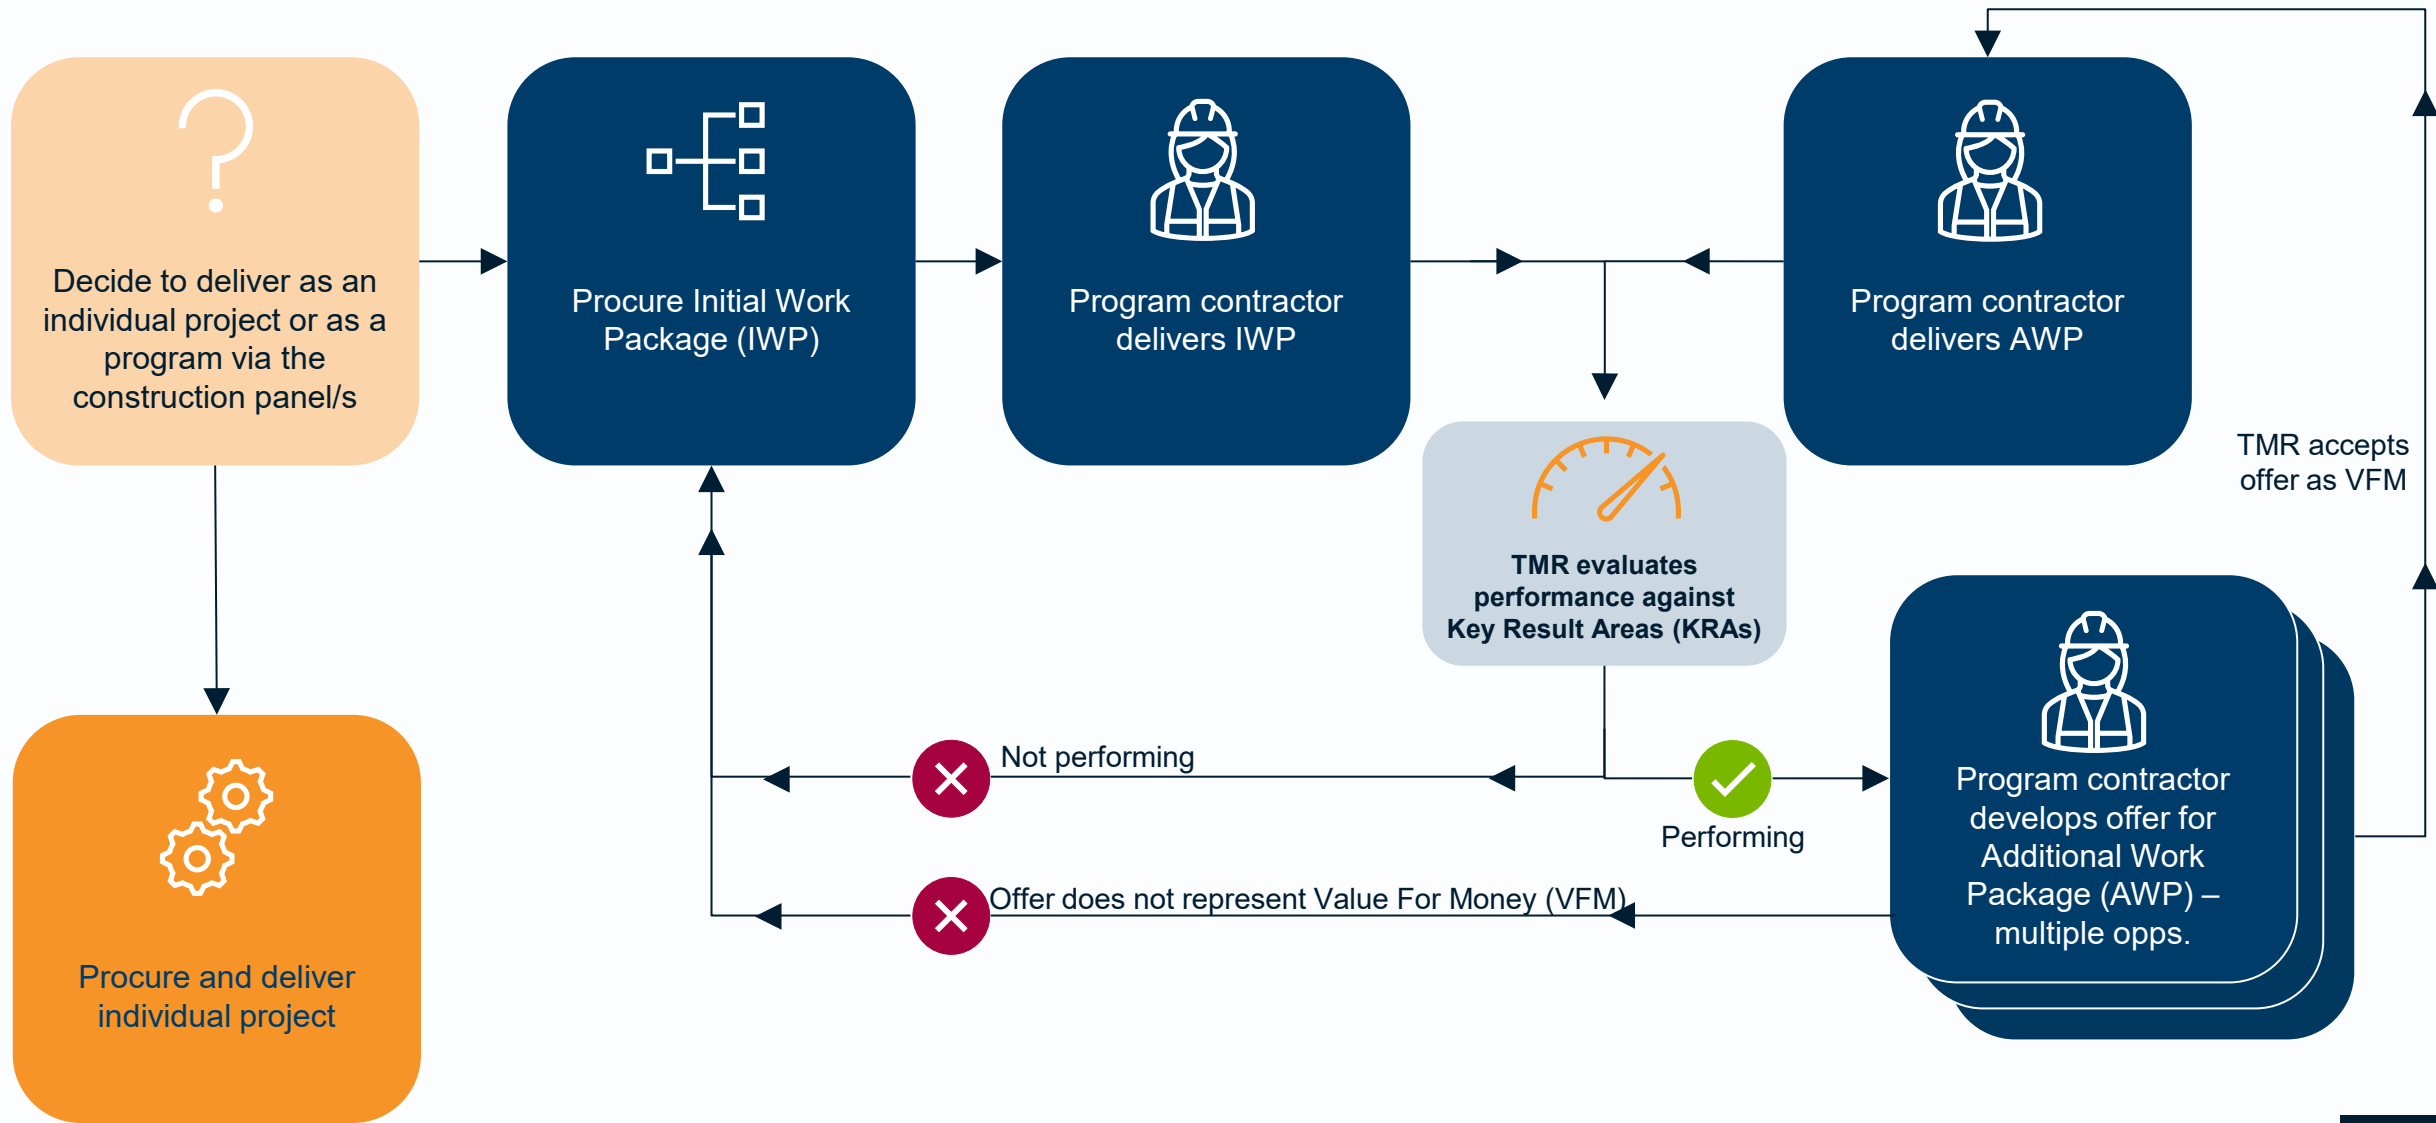 Decide to deliver as an
individual project or as a
program via the
construction panel/s
Procure Initial Work
Package (IWP)
Program contractor
delivers IWP
Program contractor
delivers AWP
TMR accepts
offer as VFM
TMR evaluates
performance against
Key Result Areas (KRAs)
Not performing
Performing
Offer does not represent Value For Money (VFM)
Program contractor
develops offer for
Additional Work
Package (AWP) –
multiple opps.
Procure and deliver
individual project